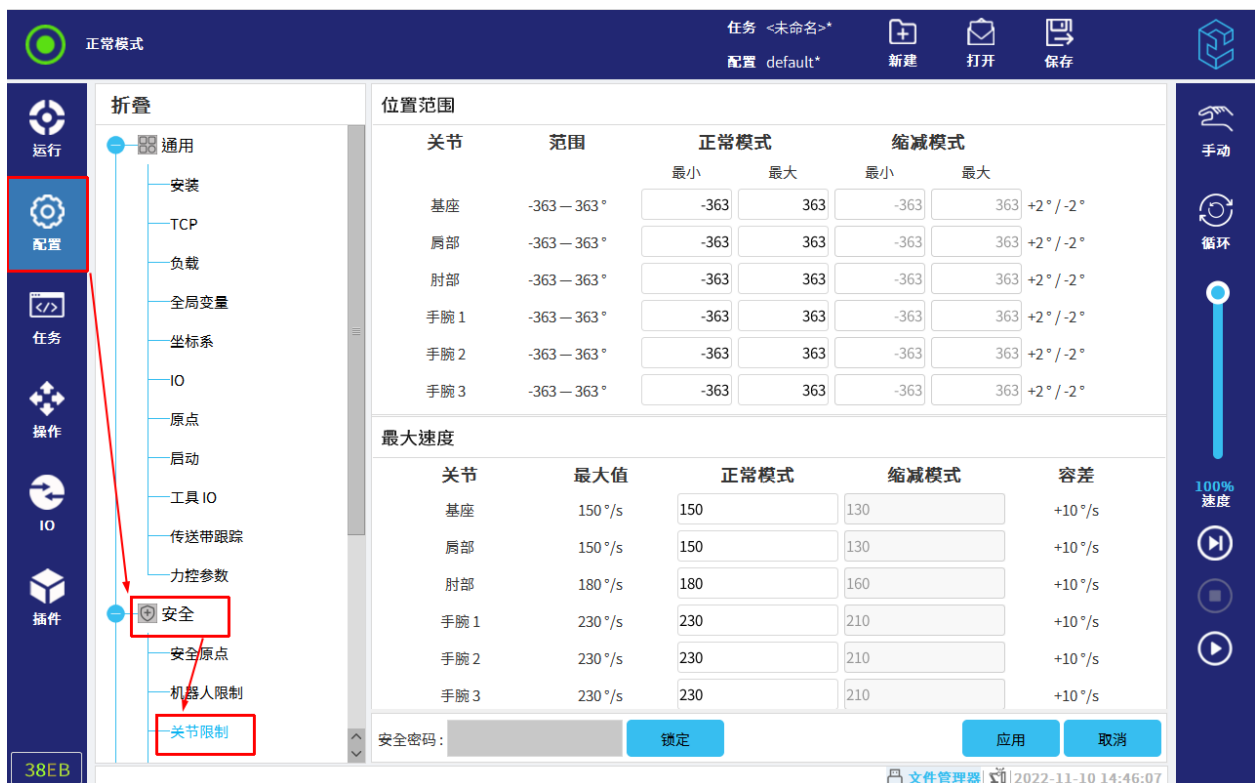 正常模式
任务 <未命名>*
配置 default*
新建
打开
保存
运行
配置
任务
操作
IO
插件
38EB
折叠
通用
安装
TCP
负载
全局变量
坐标系
IO
原点
启动
工具 IO
传送带跟踪
力控参数
安全
安全原点
机器人限制
关节限制
位置范围
关节 范围 正常模式 缩减模式
最小 最大 最小 最大
基座 -363 — 363 ° -363 363 -363 363 +2 ° / -2 °
肩部 -363 — 363 ° -363 363 -363 363 +2 ° / -2 °
肘部 -363 — 363 ° -363 363 -363 363 +2 ° / -2 °
手腕 1 -363 — 363 ° -363 363 -363 363 +2 ° / -2 °
手腕 2 -363 — 363 ° -363 363 -363 363 +2 ° / -2 °
手腕 3 -363 — 363 ° -363 363 -363 363 +2 ° / -2 °
最大速度
关节 最大值 正常模式 缩减模式 容差
基座 150 °/s 150 130 +10 °/s
肩部 150 °/s 150 130 +10 °/s
肘部 180 °/s 180 160 +10 °/s
手腕 1 230 °/s 230 210 +10 °/s
手腕 2 230 °/s 230 210 +10 °/s
手腕 3 230 °/s 230 210 +10 °/s
安全密码 : 锁定 应用 取消
文件管理器 2022-11-10 14:46:07
手动
循环
100%
速度